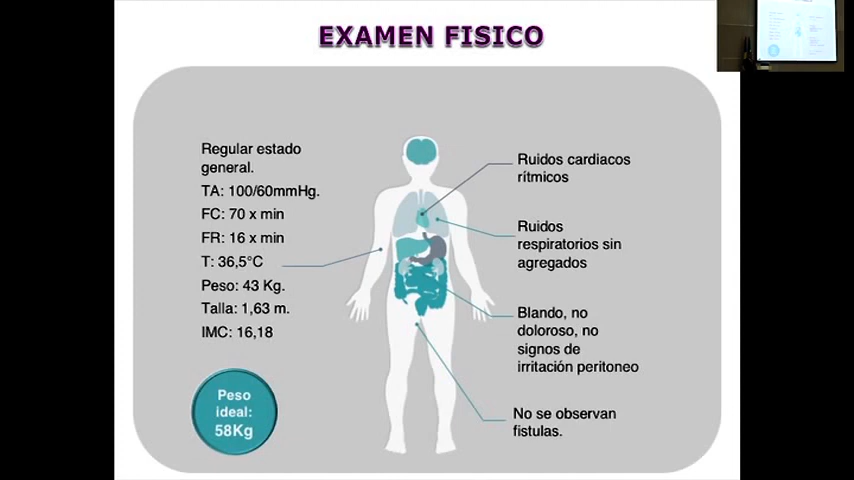 EXAMEN FISICO
Regular estado
general.
TA: 100/60mmHg.
FC: 70 x min
FR: 16 x min
T: 36,5°C
Peso: 43 Kg.
Talla: 1,63 m.
IMC: 16,18
Peso
ideal:
58Kg
Ruidos cardiacos
rítmicos
Ruidos
respiratorios sin
agregados
Blando, no
doloroso, no
signos de
irritación peritoneo
No se observan
fistulas.